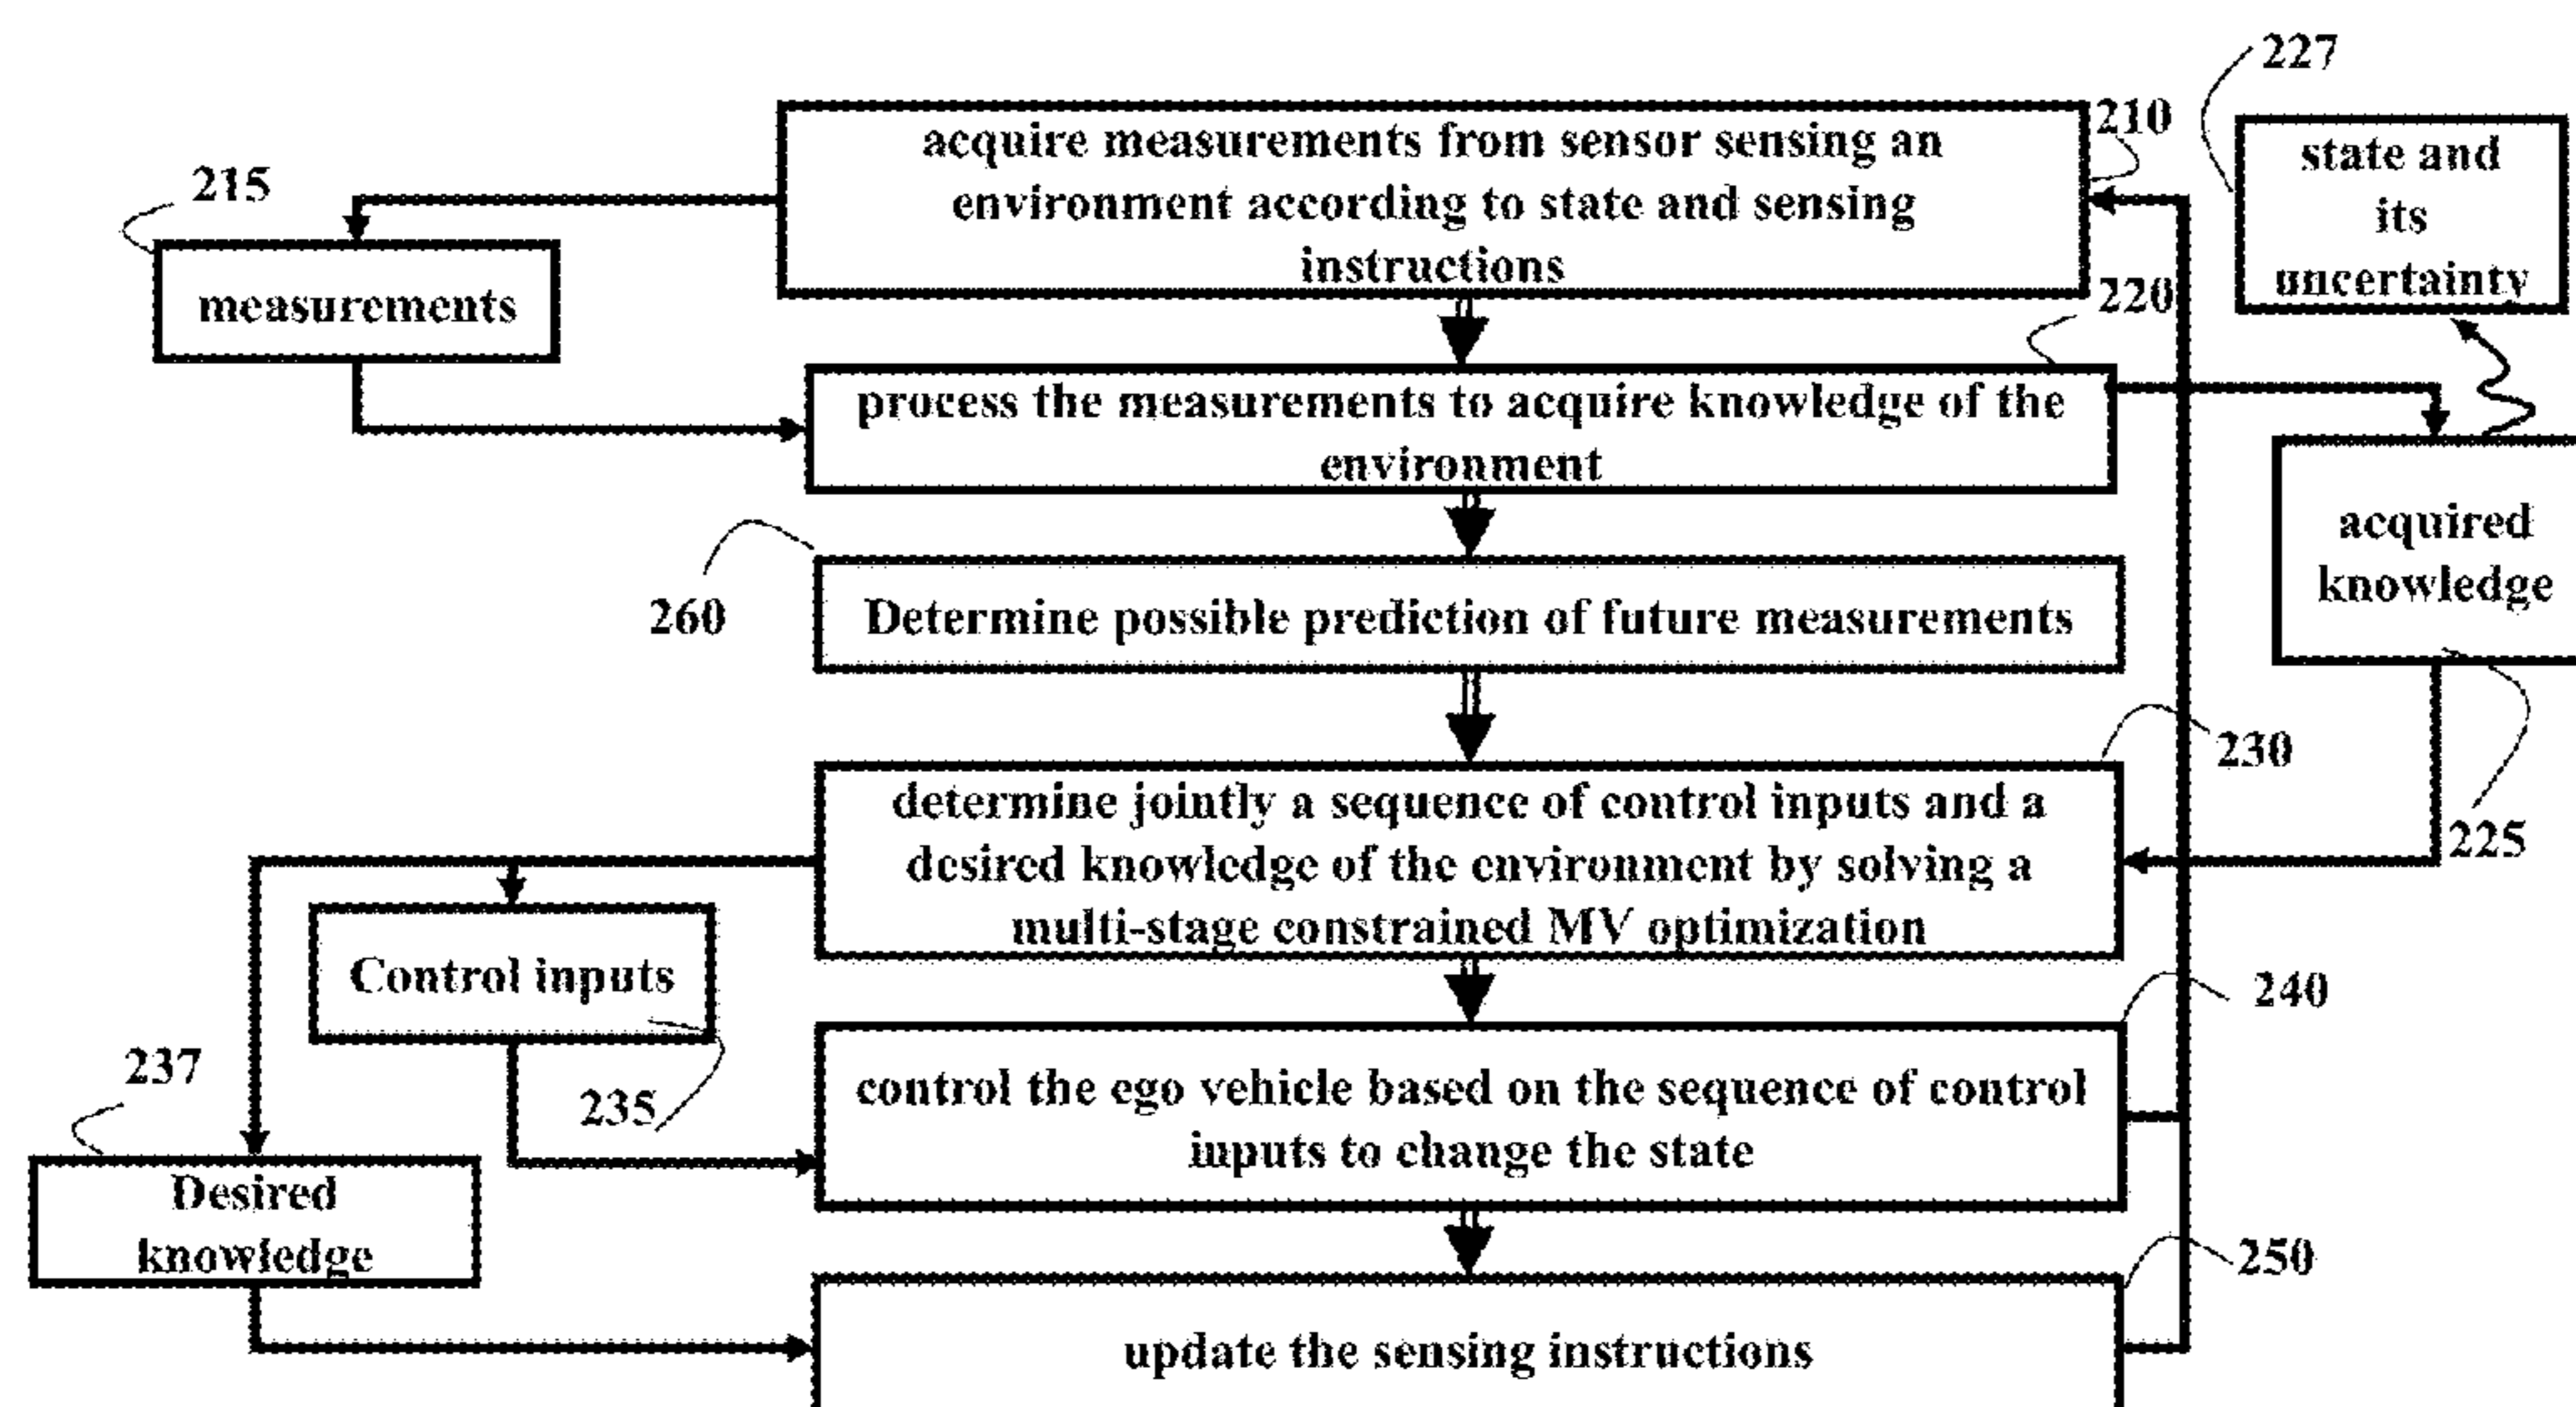 227
210
acquire measurements from sensor sensing an
environment according to state and sensing
instructions
state and
its
uncertainty
215
measurements
220
process the measurements to acquire knowledge of the
environment
acquired
knowledge
260
Determine possible prediction of future measurements
230
225
determine jointly a sequence of control inputs and a
desired knowledge of the environment by solving a
multi-stage constrained MV optimization
Control inputs
240
237
235
control the ego vehicle based on the sequence of control
inputs to change the state
Desired
knowledge
250
update the sensing instructions